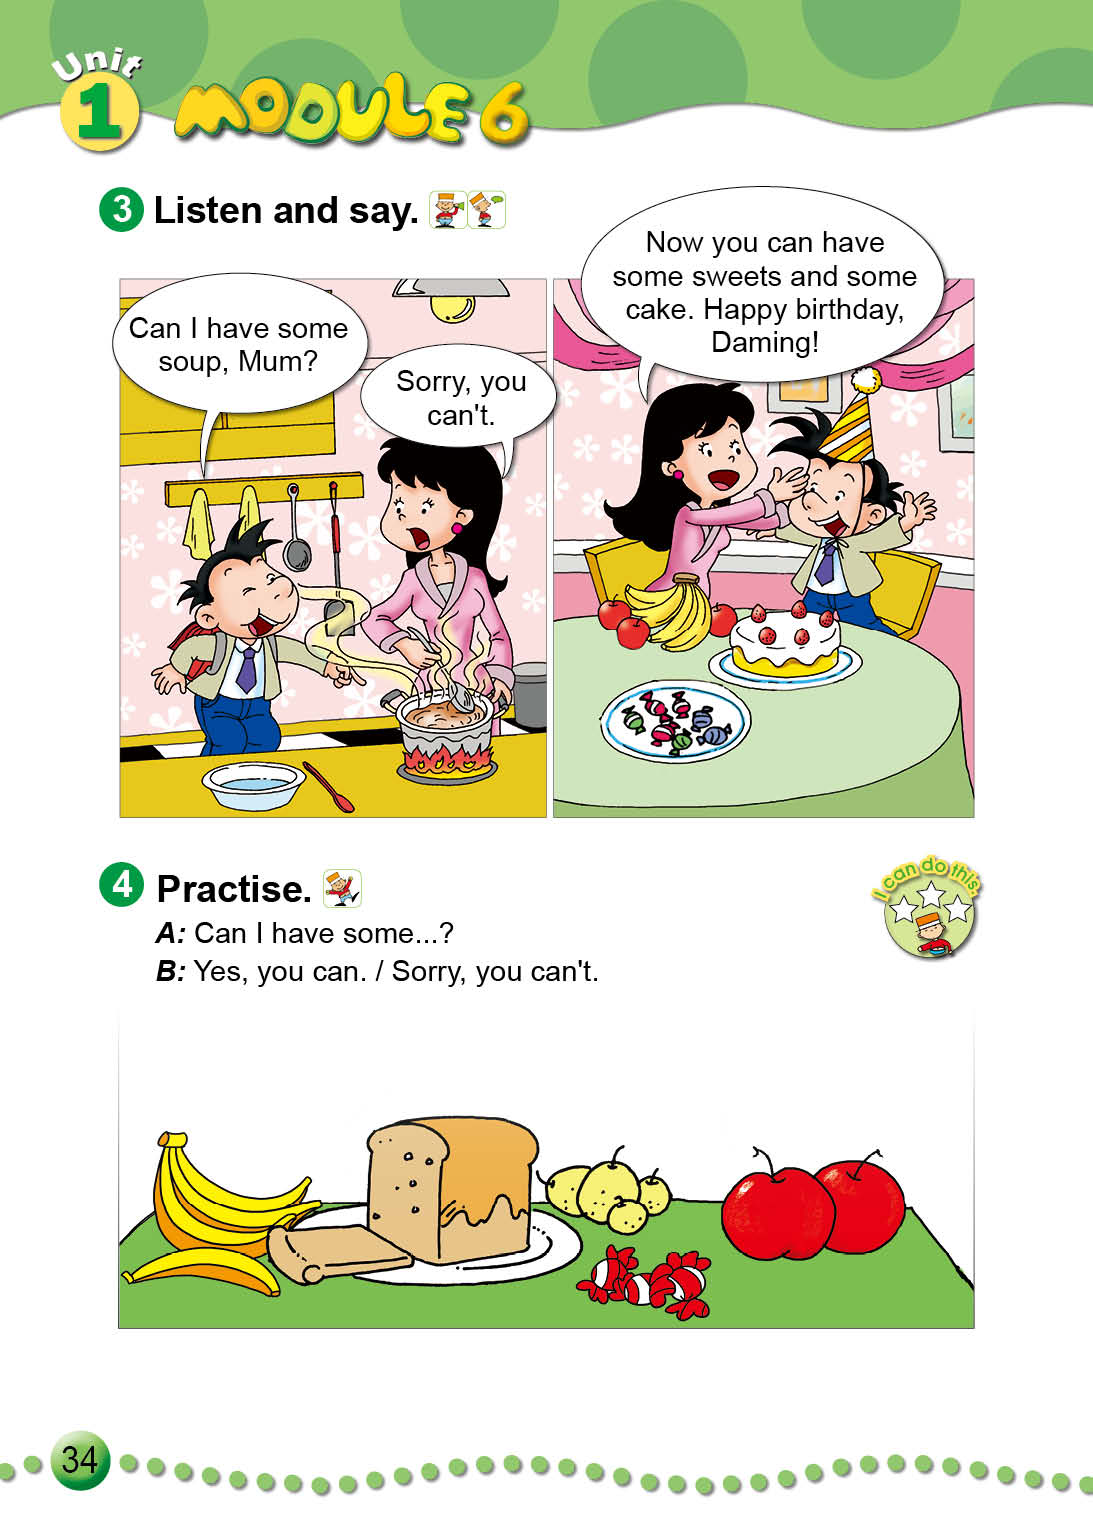 Unit
1
MODULE 6
3 Listen and say.
Can I have some
soup, Mum?
Sorry, you
can't.
Now you can have
some sweets and some
cake. Happy birthday,
Daming!
4 Practise.
I can do this.
A: Can I have some...?
B: Yes, you can. / Sorry, you can't.
34